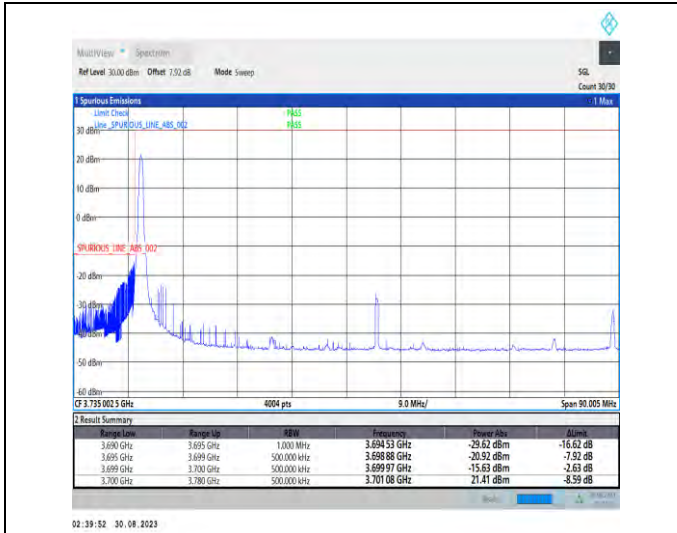 MultiView Spectrum
Ref Level 30.00 dBm Offset 7.92 dB Mode Sweep SGL
Count 30/30
1 Spurious Emissions 1 Max
Limit Check PASS
Line _SPURIOUS_LINE_ABS_002 PASS
30 dBm
20 dBm
10 dBm
0 dBm
_SPURIOUS_LINE_ABS_002
-20 dBm
-30 dBm
-40 dBm
-50 dBm
-60 dBm
CF 3.735 002 5 GHz 4004 pts 9.0 MHz/ Span 90.005 MHz
2 Result Summary
Range Low Range Up RBW Frequency Power Abs ΔLimit
3.690 GHz 3.695 GHz 1.000 MHz 3.694 53 GHz -29.62 dBm -16.62 dB
3.695 GHz 3.699 GHz 500.000 kHz 3.698 88 GHz -20.92 dBm -7.92 dB
3.699 GHz 3.700 GHz 500.000 kHz 3.699 97 GHz -15.63 dBm -2.63 dB
3.700 GHz 3.780 GHz 500.000 kHz 3.701 08 GHz 21.41 dBm -8.59 dB
02:39:52 30.08.2023